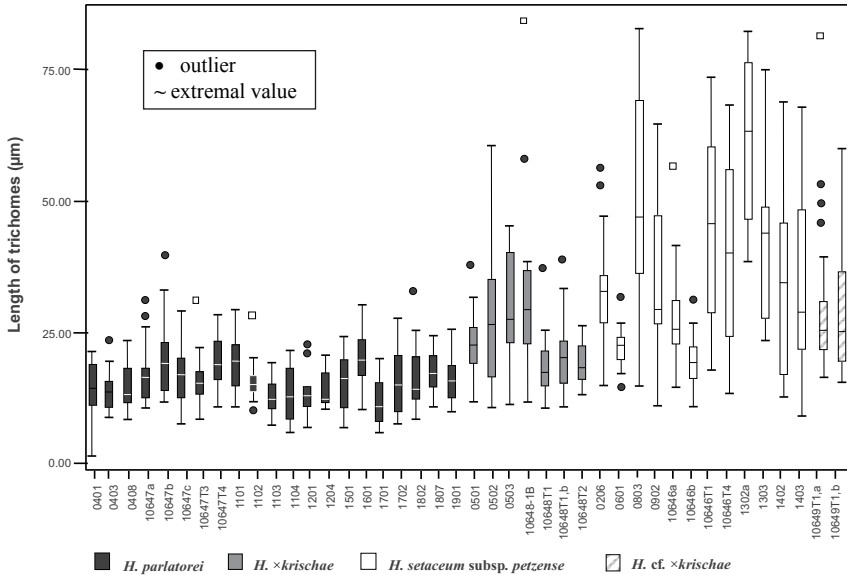 75.00
50.00
25.00
0.00
Length of trichomes (µm)
● outlier
~ extremal value
0401
0403
0408
10647a
10647b
10647c
10647T3
10647T4
1101
1102
1103
1104
1201
1204
1501
1601
1701
1702
1802
1807
1901
0501
0502
0503
10648-1B
10648T1
10648T1,b
10648T2
0206
0601
0803
0902
10646a
10646b
10646T1
10646T4
1302a
1303
1402
1403
10649T1,a
10649T1,b
H. parlatorei
H. ×krischae
H. setaceum subsp. petzense
H. cf. ×krischae